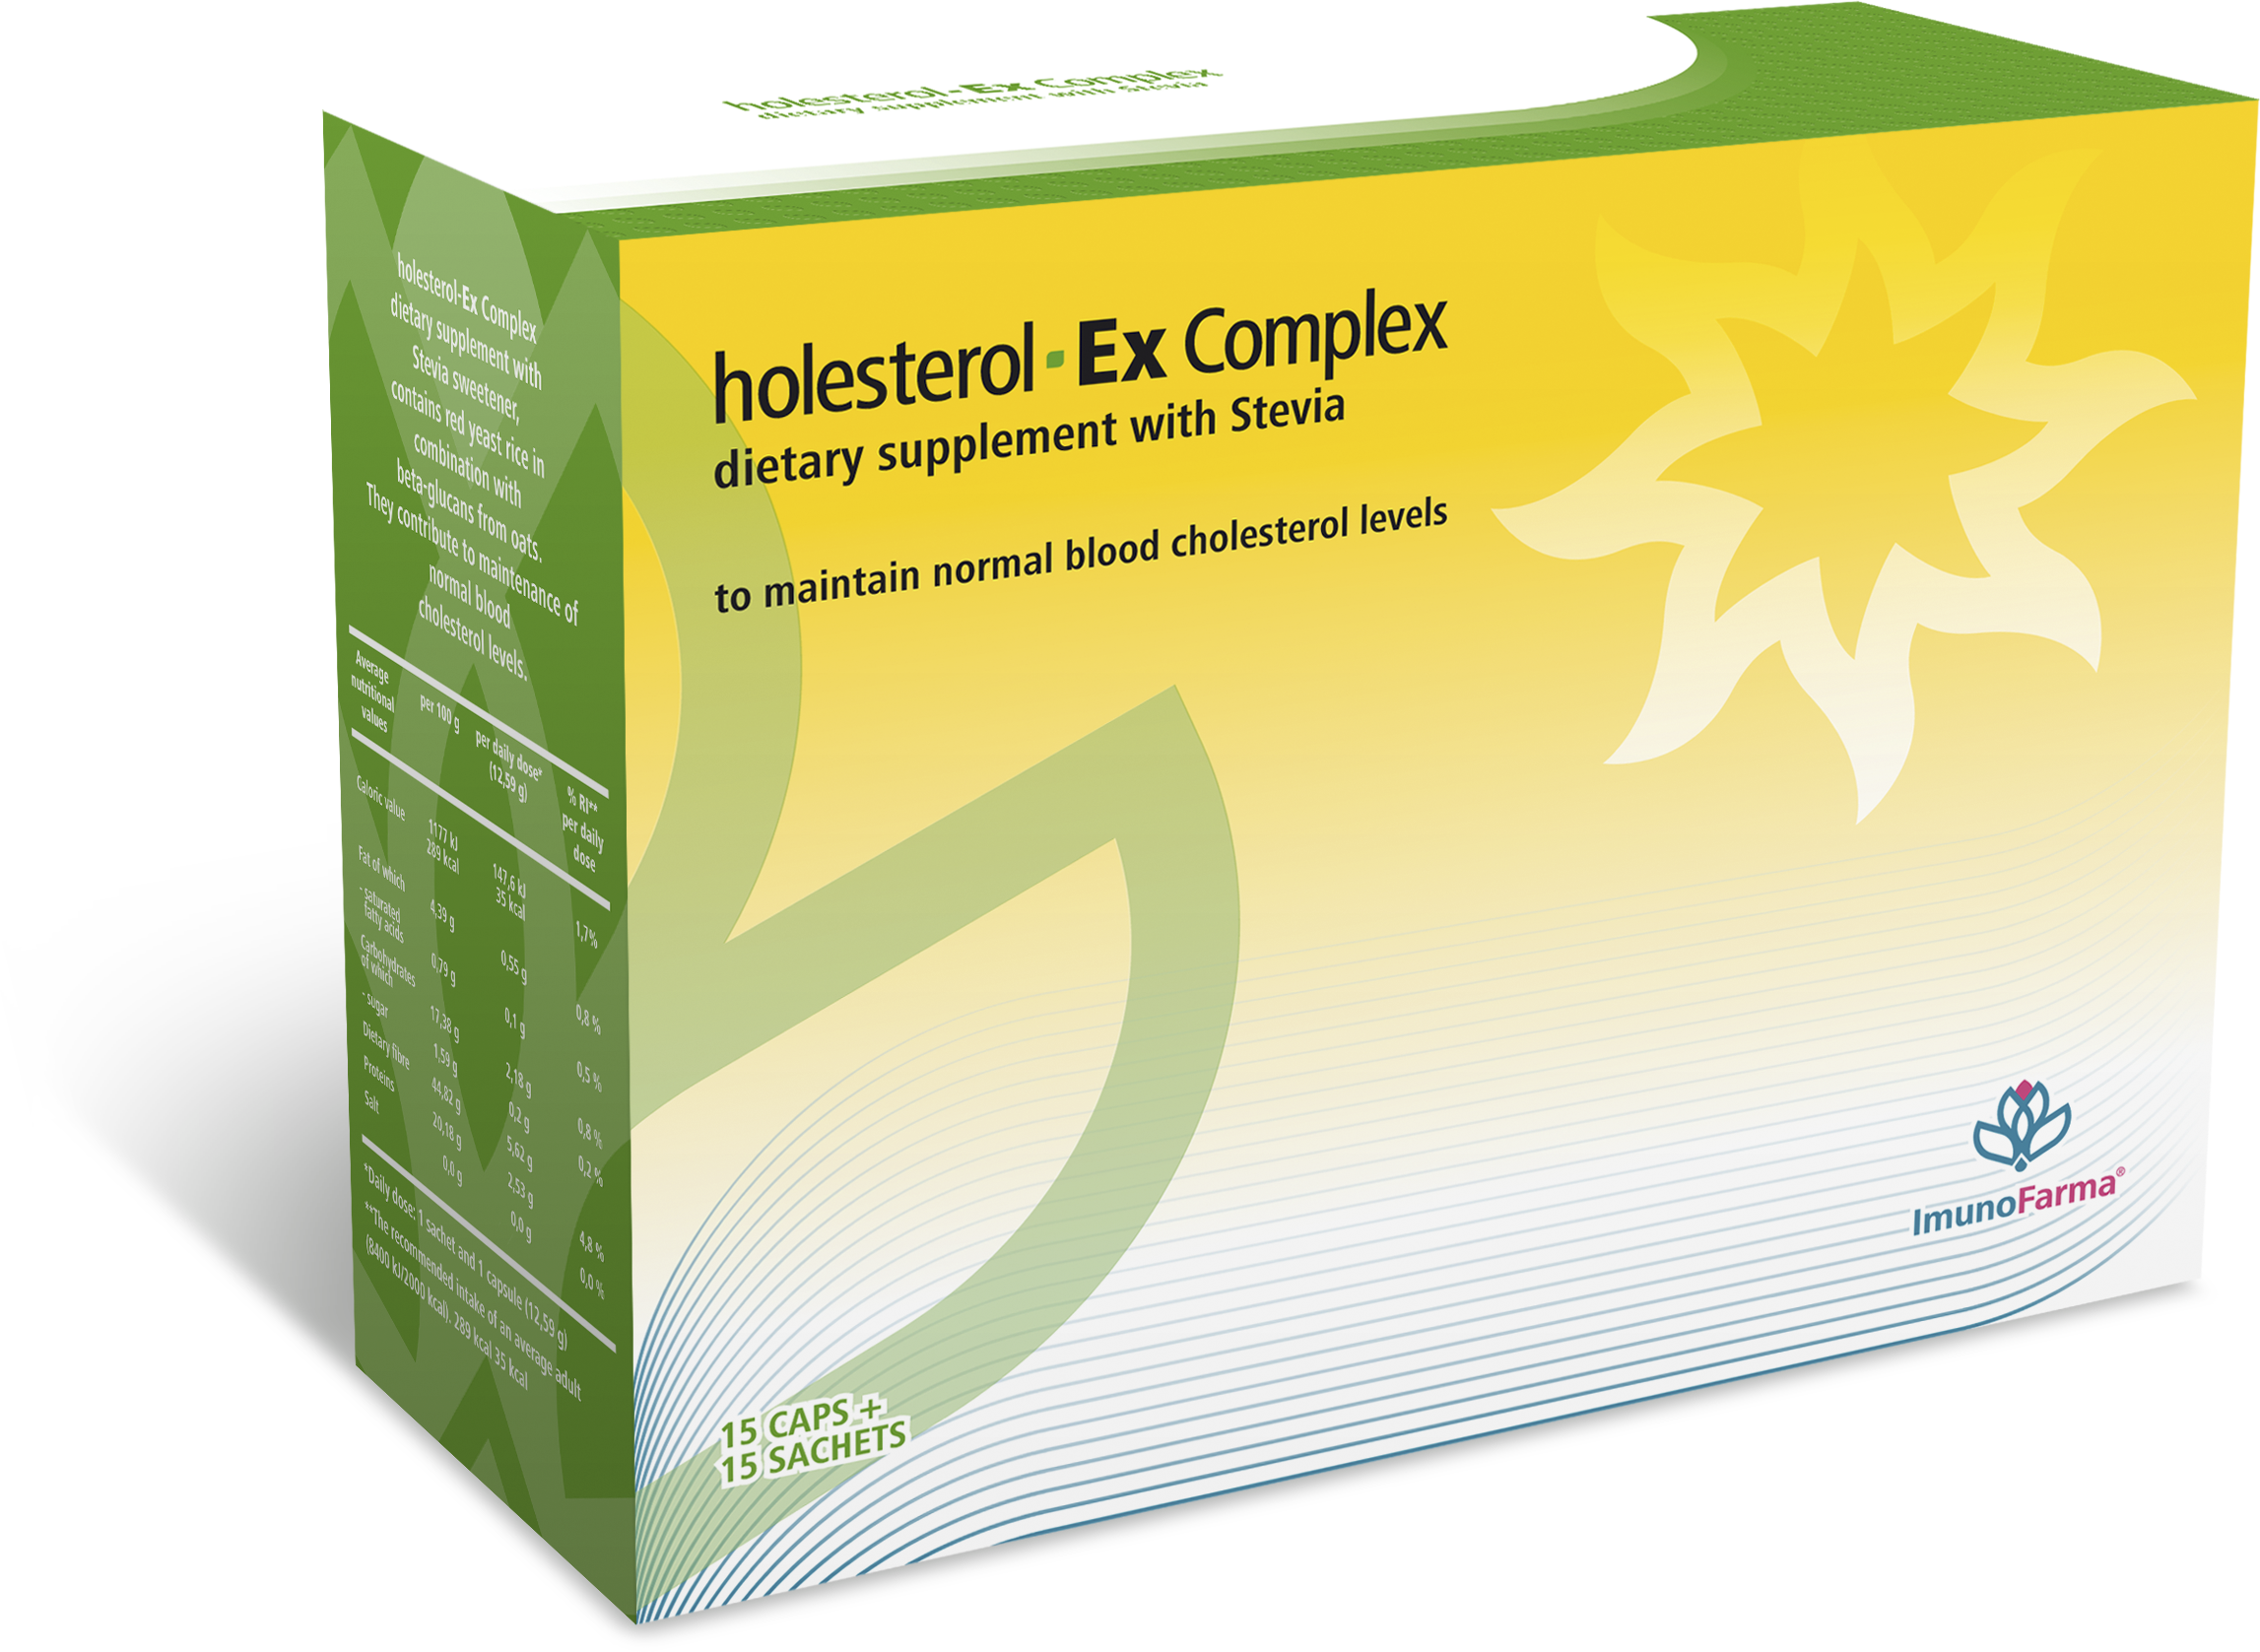 holesterol-Ex Complex
dietary supplement with Stevia
holesterol-Ex Complex
dietary supplement with Stevia
to maintain normal blood cholesterol levels
15 CAPS +
15 SACHETS
ImunoFarma®
holesterol-Ex Complex
dietary supplement with
Stevia sweetener,
contains red yeast rice in
combination with
beta-glucans from oats.
They contribute to maintenance of
normal blood
cholesterol levels.
Average nutritional values per 100 g per daily dose* (12,59 g) % RI** per daily dose
Caloric value 1177 kJ 289 kcal 147,6 kJ 35 kcal 1,7%
Fat of which 4,39 g 0,55 g 0,8 %
- saturated fatty acids 0,79 g 0,1 g 0,5 %
Carbohydrates of which 17,38 g 2,18 g 0,8 %
- sugar 1,59 g 0,2 g 0,2 %
Dietary fibre 44,82 g 5,62 g
Proteins 20,18 g 2,53 g 4,8 %
Salt 0,0 g 0,0 g 0,0 %
*Daily dose: 1 sachet and 1 capsule (12,59 g)
**The recommended intake of an average adult
(8400 kJ/2000 kcal). 289 kcal 35 kcal